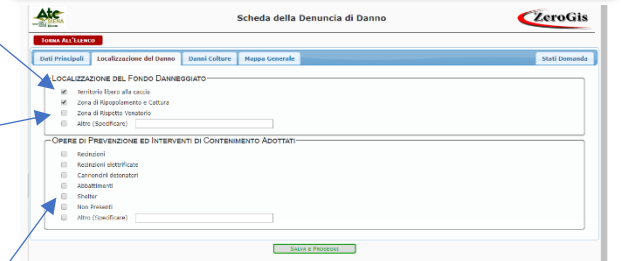 Atc
SIENA
Scheda della Denuncia di Danno
ZeroGis
TORNA ALL'ELENCO
Dati Principali
Localizzazione del Danno
Danni Colture
Mappa Generale
Stati Domanda
LOCALIZZAZIONE DEL FONDO DANNEGGIATO
Territorio libero alla caccia
Zona di Ripopolamento e Cattura
Zona di Rispetto Venatorio
Altro (Specificare)
OPERE DI PREVENZIONE ED INTERVENTI DI CONTENIMENTO ADOTTATI
Recinzioni
Recinzioni elettrificate
Cannoncini detonatori
Abbattimenti
Shelter
Non Presenti
Altro (Specificare)
SALVA E PROSEGUI